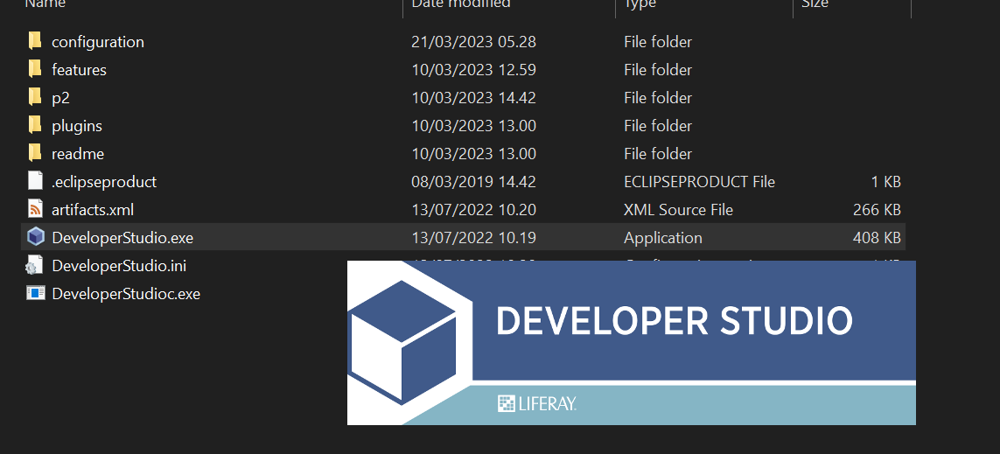 Name Date modified Type Size
configuration 21/03/2023 05.28 File folder
features 10/03/2023 12.59 File folder
p2 10/03/2023 14.42 File folder
plugins 10/03/2023 13.00 File folder
readme 10/03/2023 13.00 File folder
.eclipseproduct 08/03/2019 14.42 ECLIPSEPRODUCT File 1 KB
artifacts.xml 13/07/2022 10.20 XML Source File 266 KB
DeveloperStudio.exe 13/07/2022 10.19 Application 408 KB
DeveloperStudio.ini
DeveloperStudioc.exe
DEVELOPER STUDIO
LIFERAY.